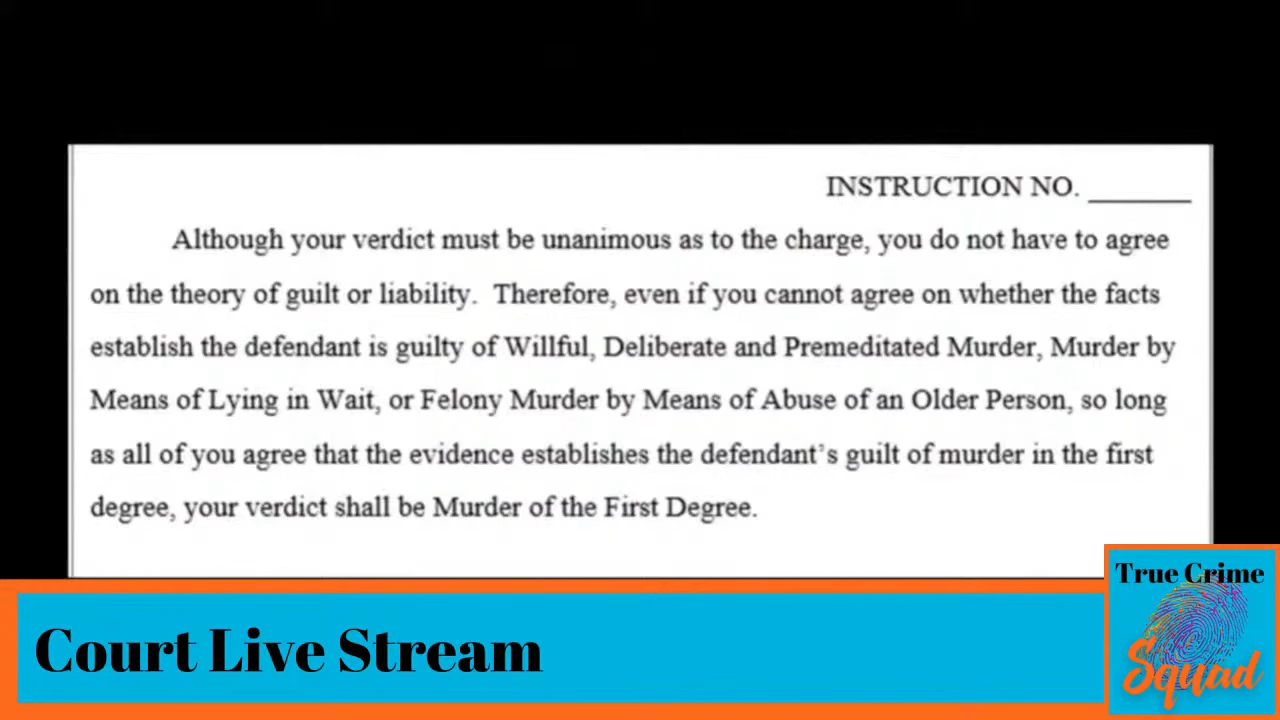 INSTRUCTION NO. ______
Although your verdict must be unanimous as to the charge, you do not have to agree
on the theory of guilt or liability.  Therefore, even if you cannot agree on whether the facts
establish the defendant is guilty of Willful, Deliberate and Premeditated Murder, Murder by
Means of Lying in Wait, or Felony Murder by Means of Abuse of an Older Person, so long
as all of you agree that the evidence establishes the defendant's guilt of murder in the first
degree, your verdict shall be Murder of the First Degree.
True Crime
Squad
Court Live Stream